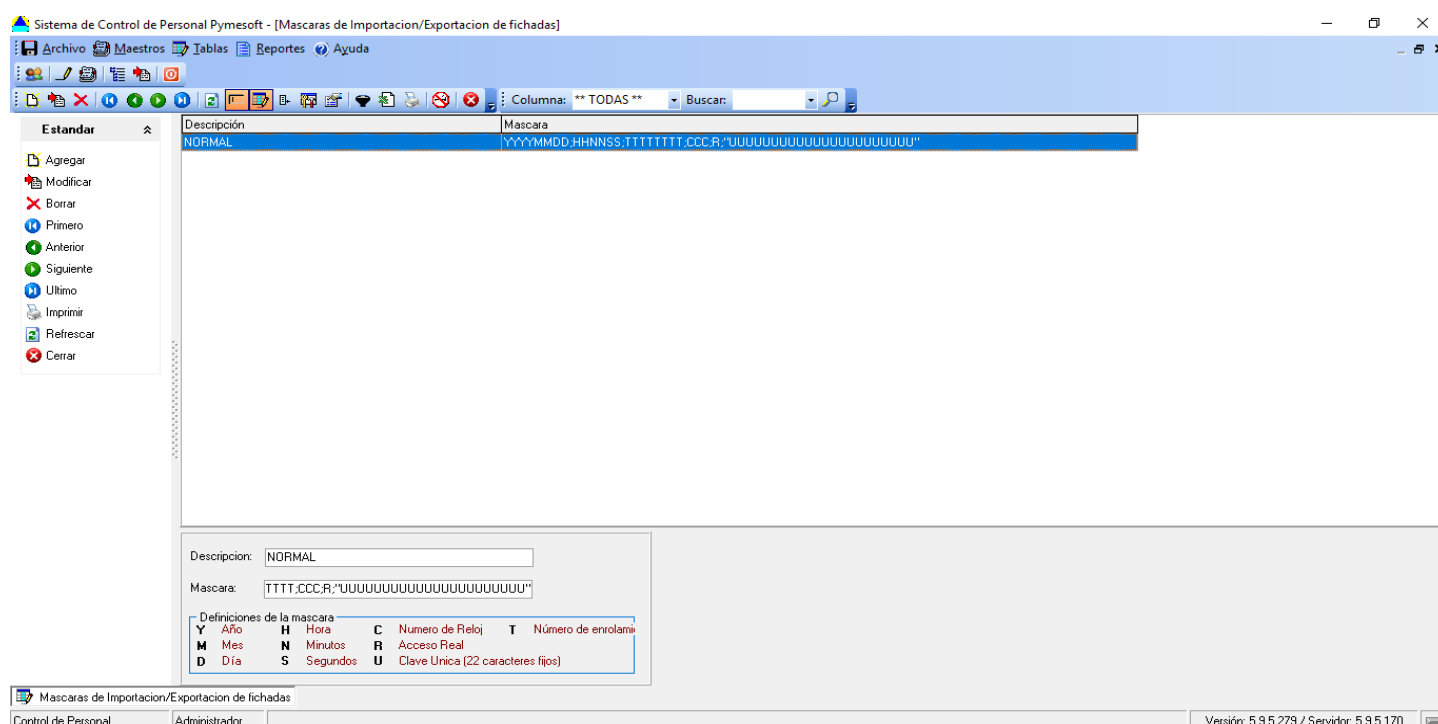 Sistema de Control de Personal Pymesoft - [Mascaras de Importacion/Exportacion de fichadas]
Archivo Maestros Tablas Reportes Ayuda
Columna: ** TODAS ** Buscar:
Estandar
Agregar
Modificar
Borrar
Primero
Anterior
Siguiente
Ultimo
Imprimir
Refrescar
Cerrar
Descripción Mascara
NORMAL YYYYMMDD;HHNNSS;TTTTTTTT;CCC;R;"UUUUUUUUUUUUUUUUUUUUUU"
Descripcion: NORMAL
Mascara: TTTT;CCC;R;"UUUUUUUUUUUUUUUUUUUUUU"
Definiciones de la mascara
Y Año H Hora C Numero de Reloj T Número de enrolami
M Mes N Minutos R Acceso Real
D Día S Segundos U Clave Unica (22 caracteres fijos)
Mascaras de Importacion/Exportacion de fichadas
Control de Personal Administrador Versión: 5.9.5.279 / Servidor: 5.9.5.170